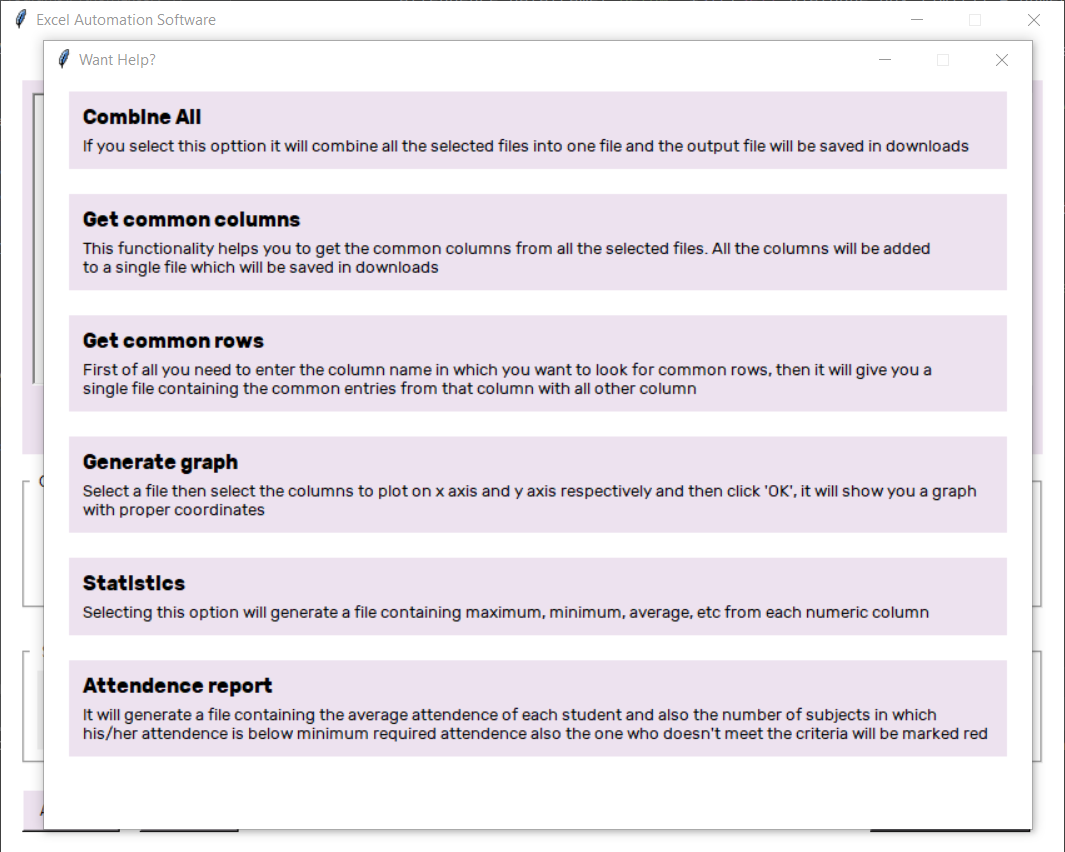 Excel Automation Software
Want Help?
Combine All
If you select this opttion it will combine all the selected files into one file and the output file will be saved in downloads
Get common columns
This functionality helps you to get the common columns from all the selected files. All the columns will be added
to a single file which will be saved in downloads
Get common rows
First of all you need to enter the column name in which you want to look for common rows, then it will give you a
single file containing the common entries from that column with all other column
Generate graph
Select a file then select the columns to plot on x axis and y axis respectively and then click 'OK', it will show you a graph
with proper coordinates
Statistics
Selecting this option will generate a file containing maximum, minimum, average, etc from each numeric column
Attendence report
It will generate a file containing the average attendence of each student and also the number of subjects in which
his/her attendence is below minimum required attendence also the one who doesn't meet the criteria will be marked red